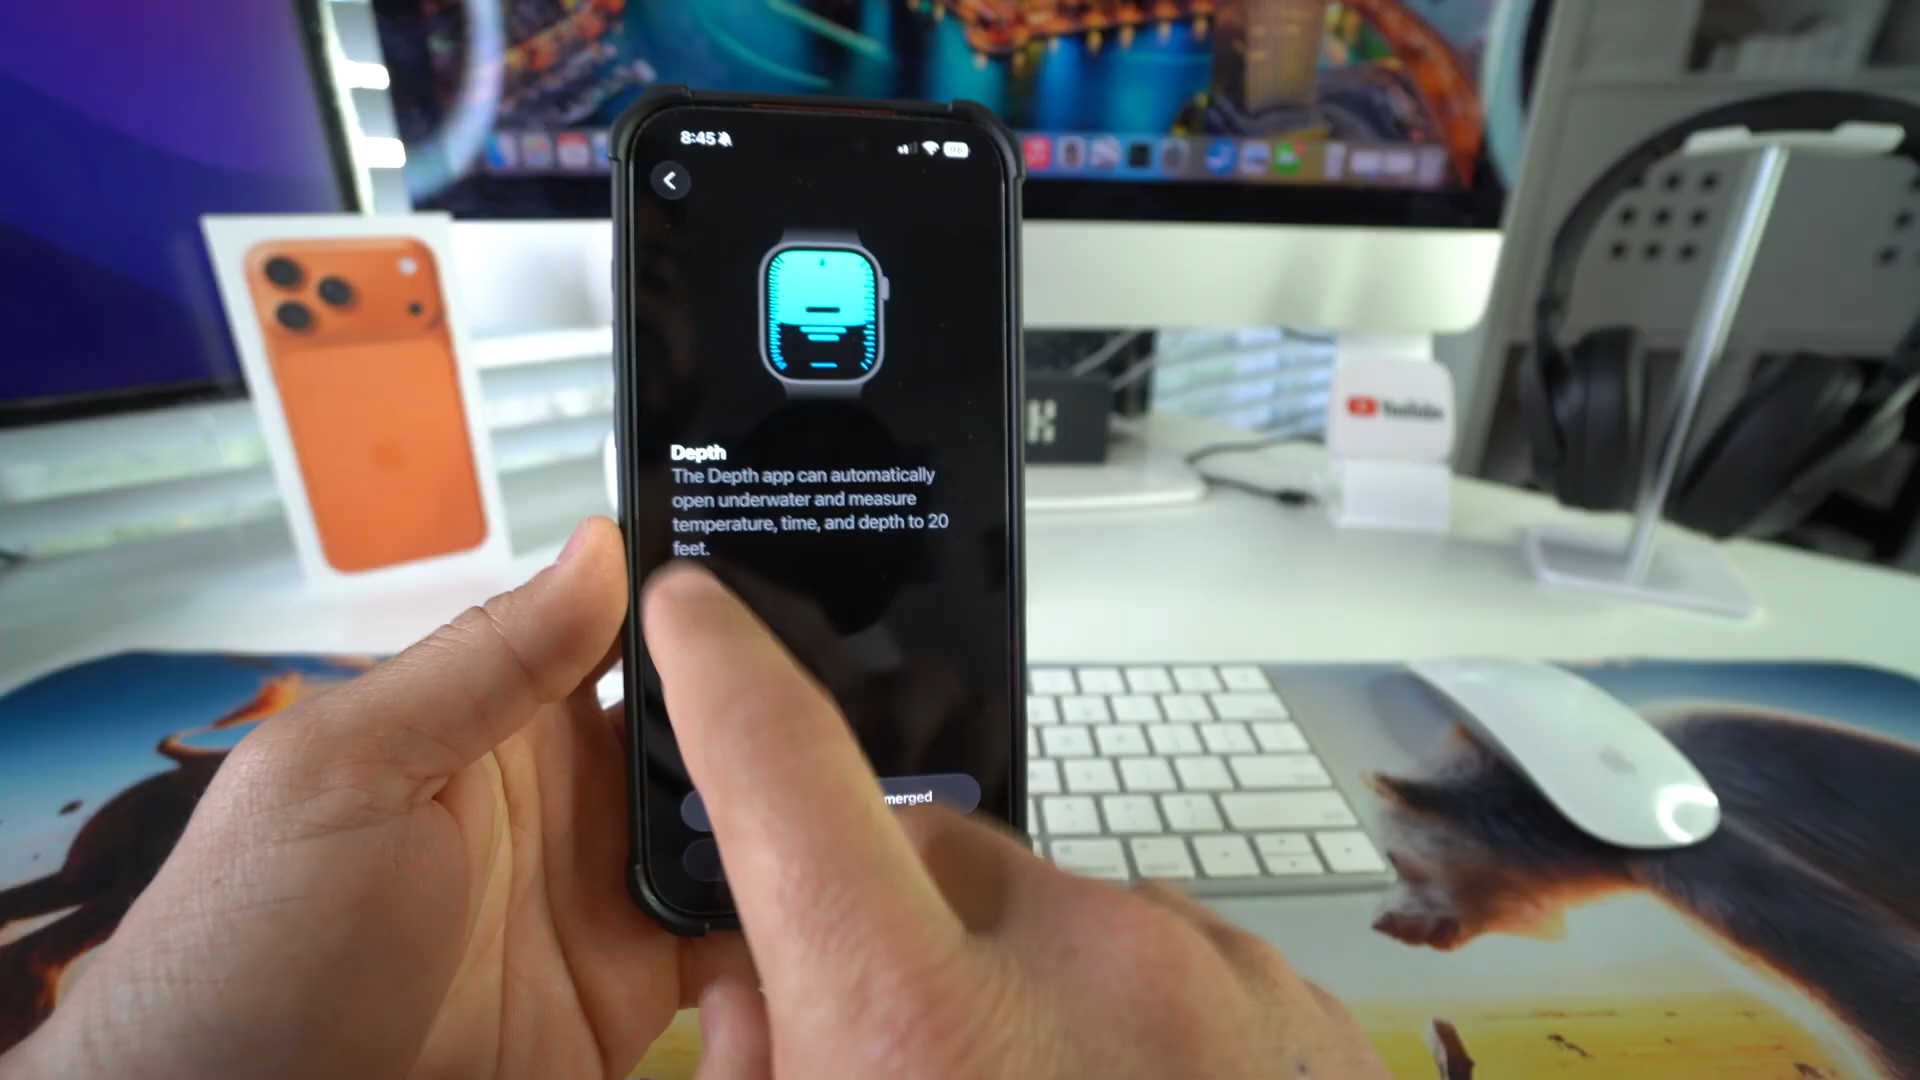 8:45
Depth
The Depth app can automatically
open underwater and measure
temperature, time, and depth to 20
feet.
merged
YouTube